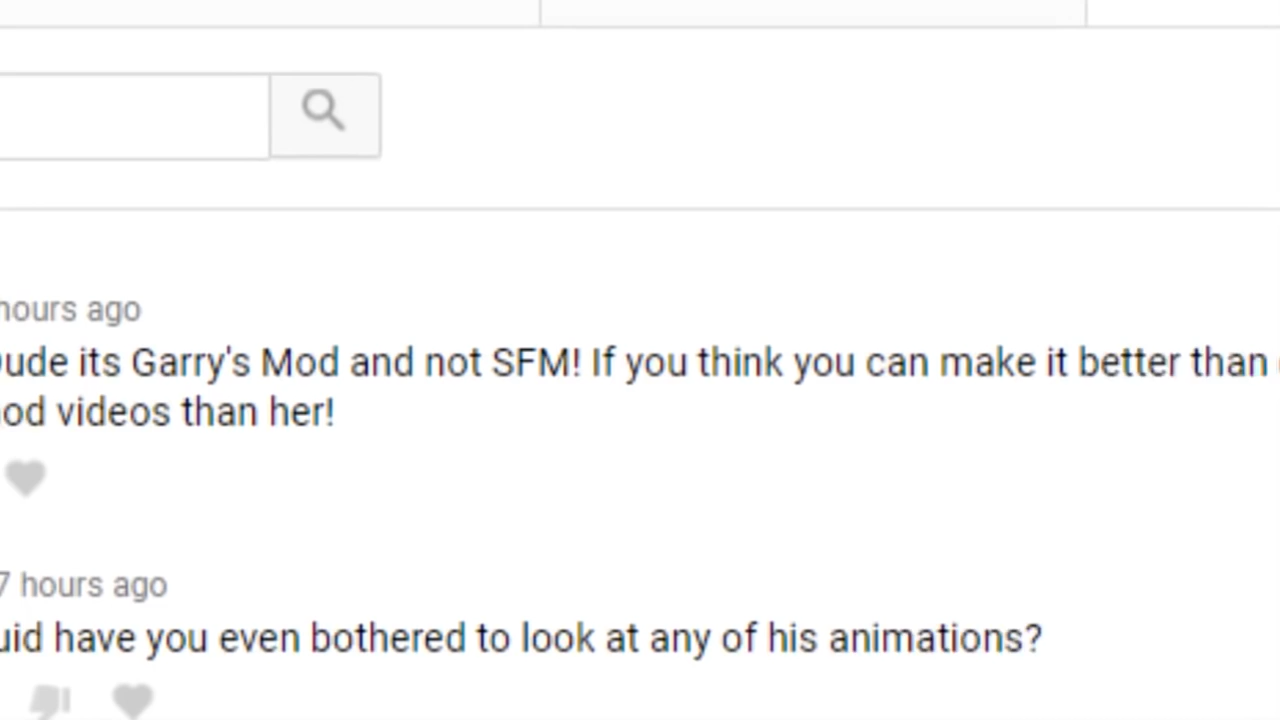 hours ago
Dude its Garry's Mod and not SFM! If you think you can make it better than
videos than her!
7 hours ago
have you even bothered to look at any of his animations?